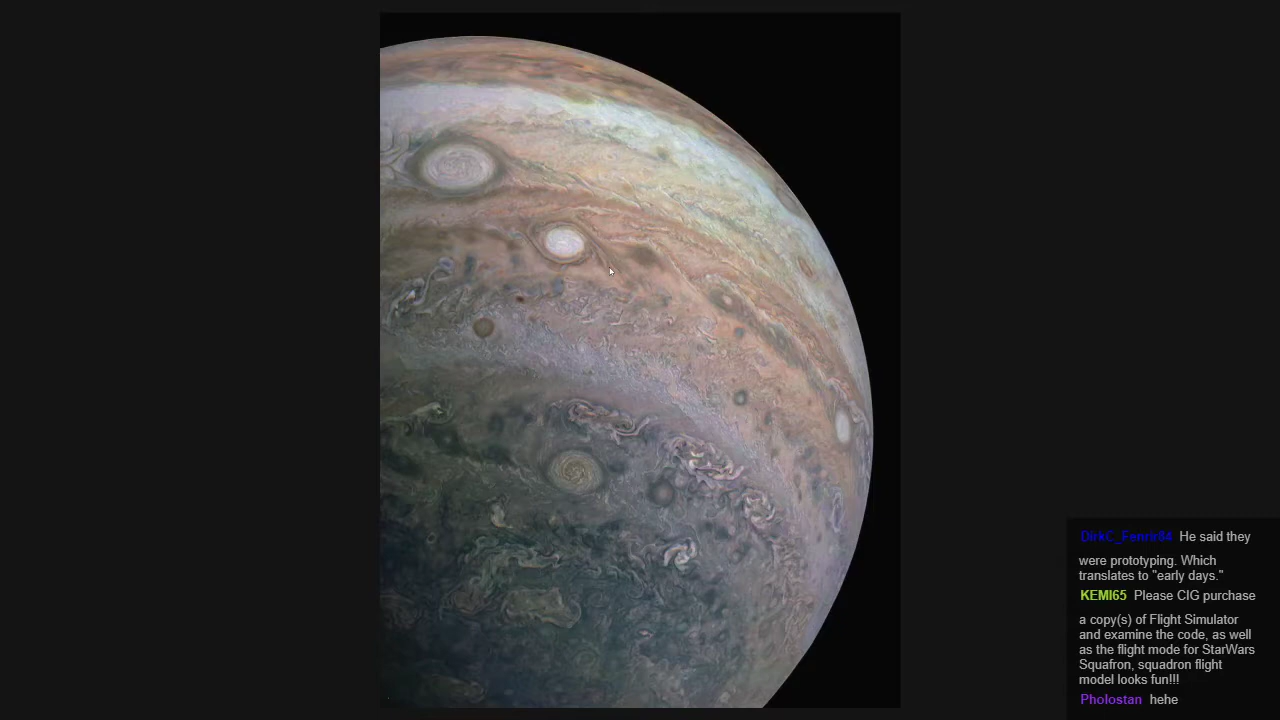 DirkC_Fenrir64 He said they
were prototyping. Which
translates to "early days."
KEMI65 Please CIG purchase
a copy(s) of Flight Simulator
and examine the code, as well
as the flight mode for StarWars
Squafron, squadron flight
model looks fun!!!
Pholostan hehe